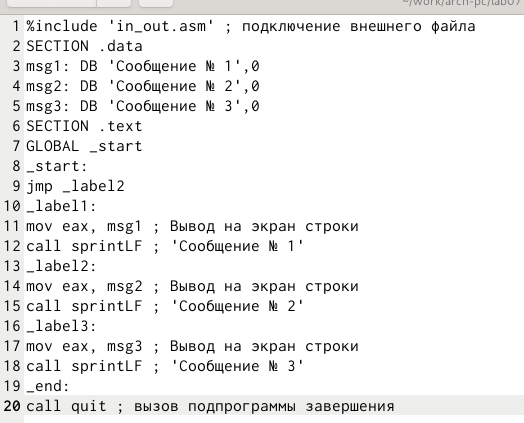 ~/work/arch-pc/lab07
1 %include 'in_out.asm' ; подключение внешнего файла
2 SECTION .data
3 msg1: DB 'Сообщение № 1',0
4 msg2: DB 'Сообщение № 2',0
5 msg3: DB 'Сообщение № 3',0
6 SECTION .text
7 GLOBAL _start
8 _start:
9 jmp _label2
10 _label1:
11 mov eax, msg1 ; Вывод на экран строки
12 call sprintLF ; 'Сообщение № 1'
13 _label2:
14 mov eax, msg2 ; Вывод на экран строки
15 call sprintLF ; 'Сообщение № 2'
16 _label3:
17 mov eax, msg3 ; Вывод на экран строки
18 call sprintLF ; 'Сообщение № 3'
19 _end:
20 call quit ; вызов подпрограммы завершения